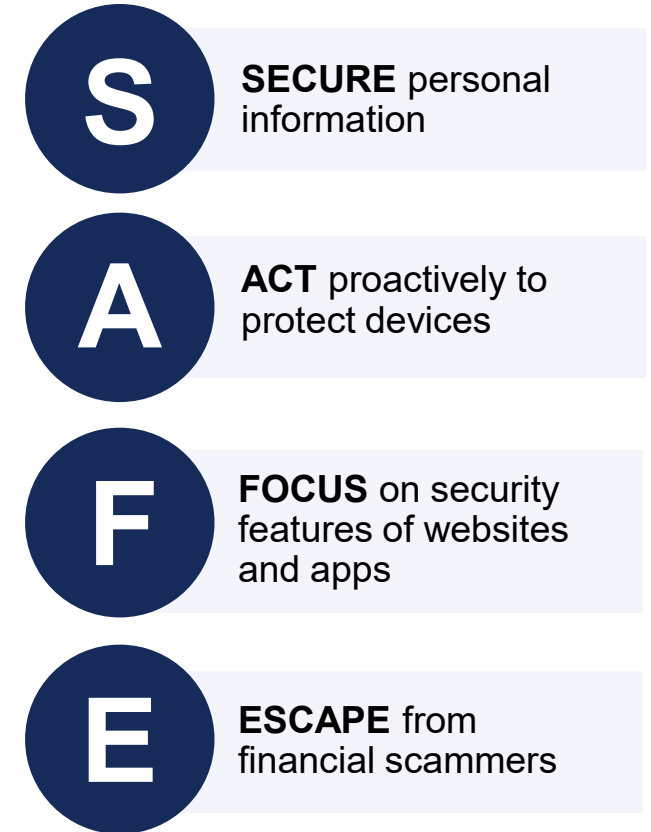 S
SECURE personal
information
A
ACT proactively to
protect devices
F
FOCUS on security
features of websites
and apps
E
ESCAPE from
financial scammers